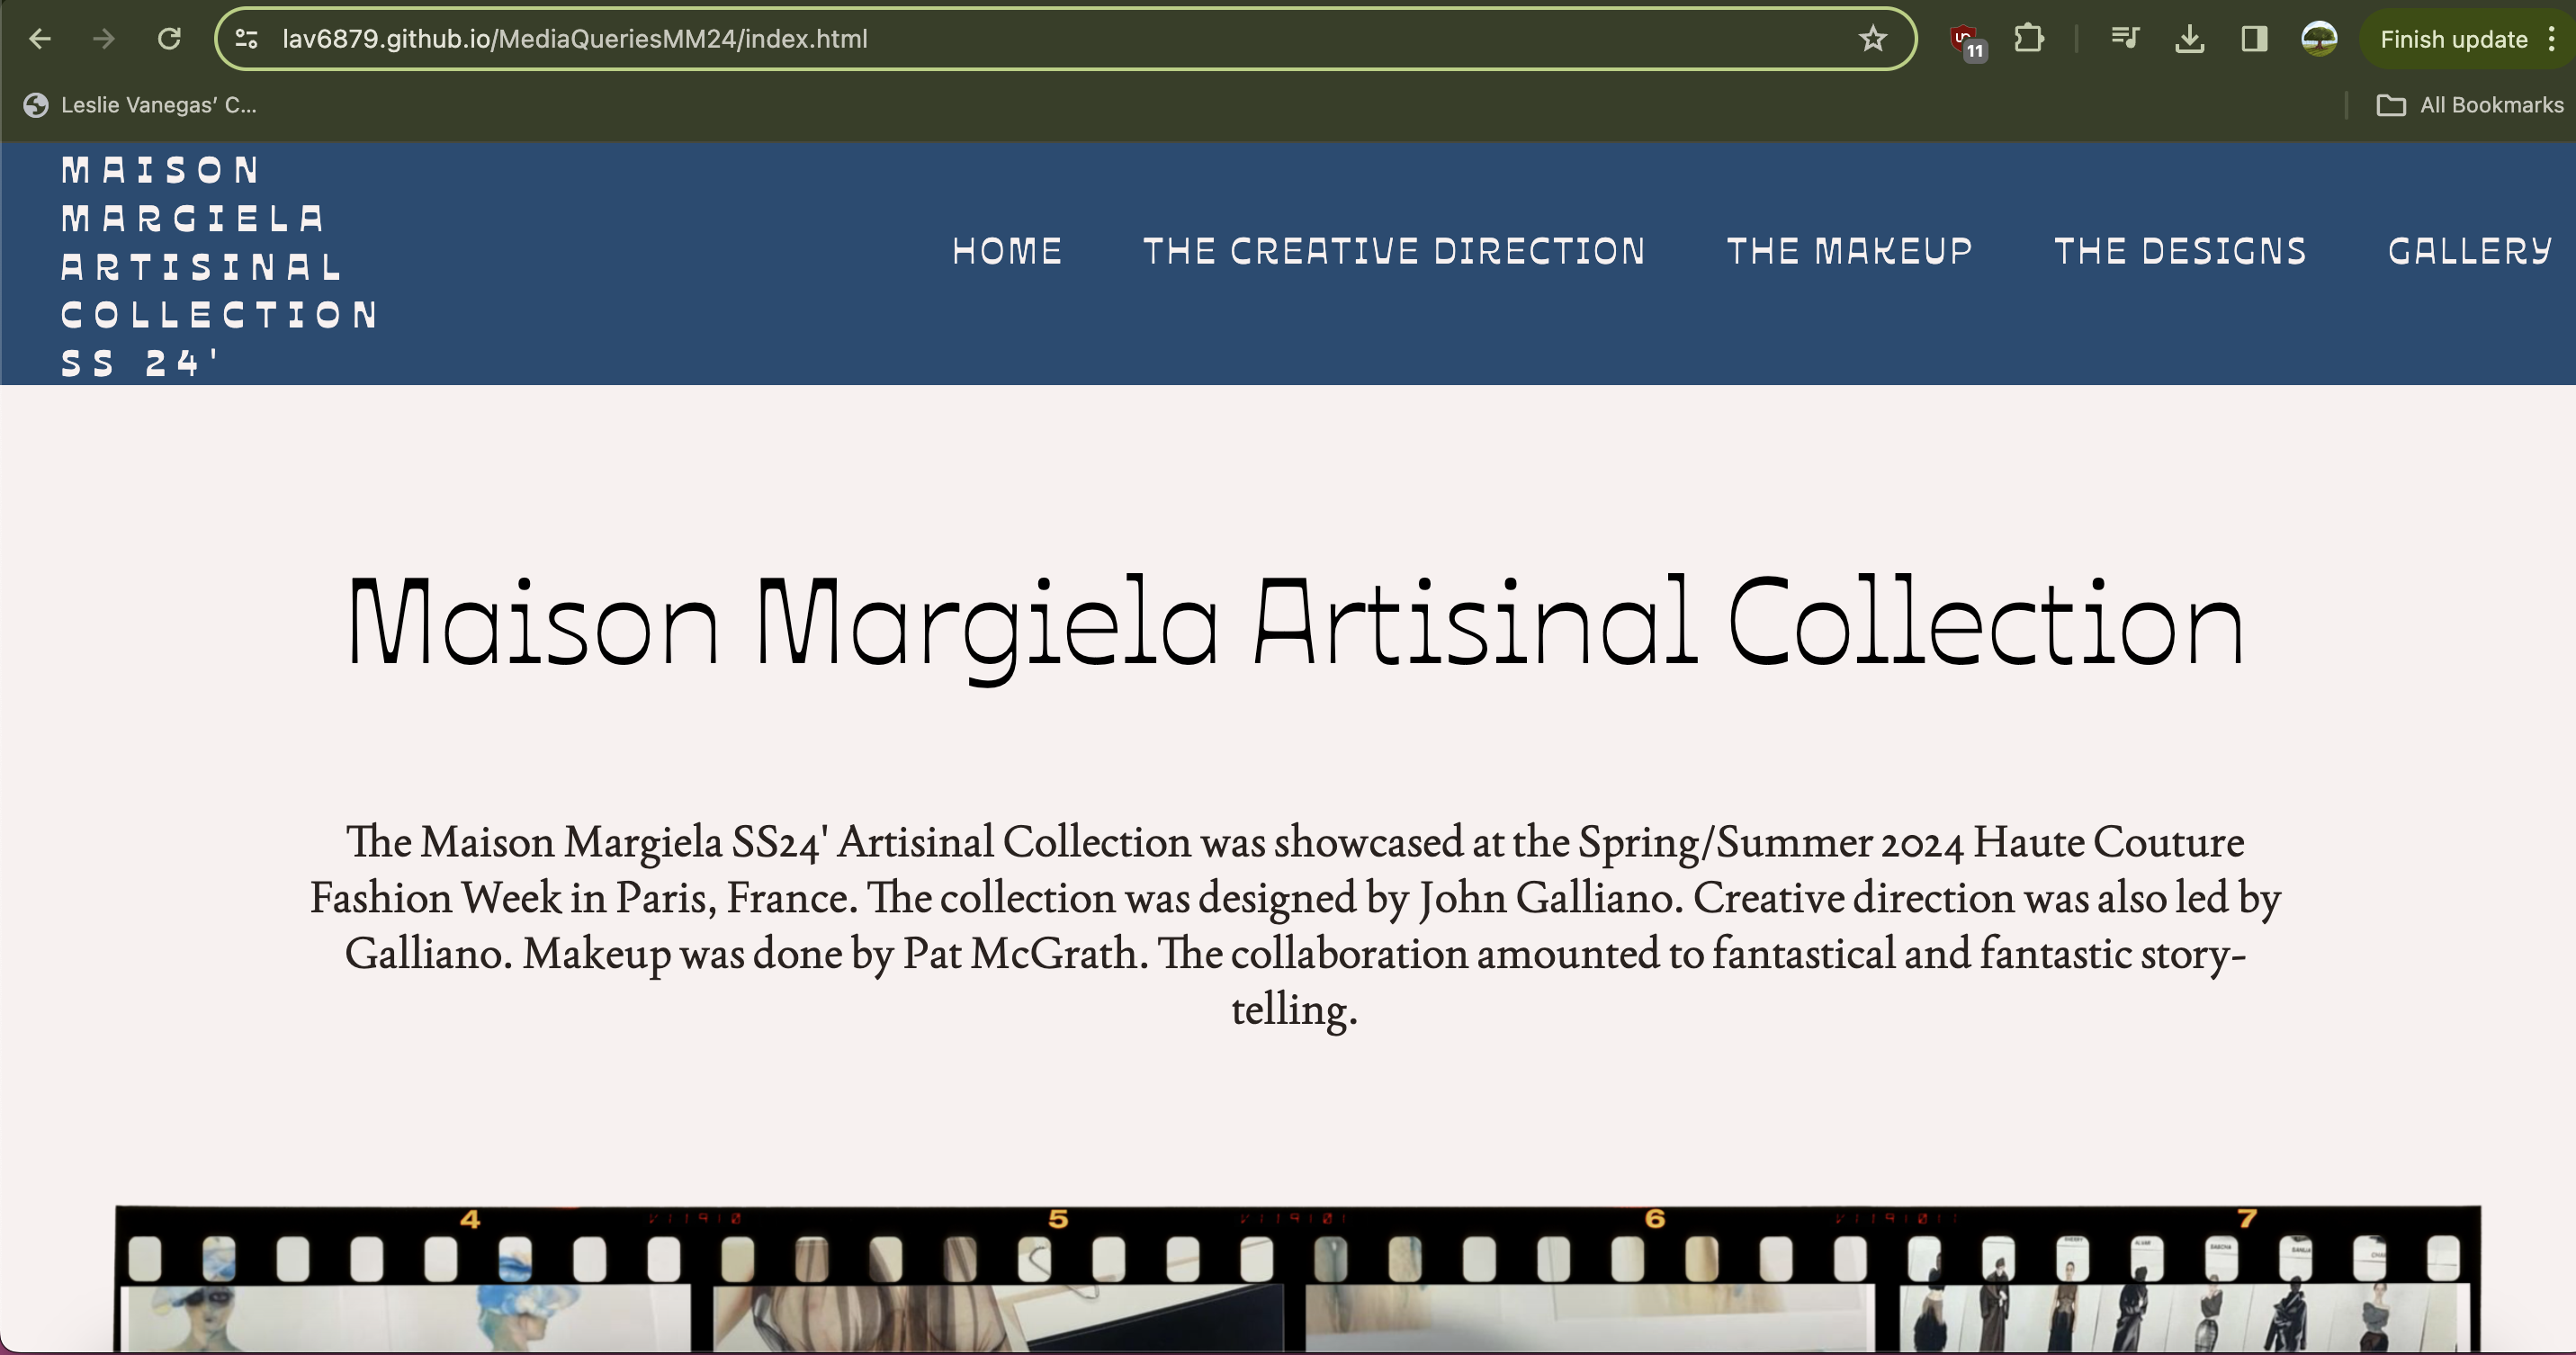 lav6879.github.io/MediaQueriesMM24/index.html
11
Finish update
Leslie Vanegas’ C...
All Bookmarks
MAISON
MARGIELA
ARTISINAL
COLLECTION
SS 24'
HOME
THE CREATIVE DIRECTION
THE MAKEUP
THE DESIGNS
GALLERY
Maison Margiela Artisinal Collection
The Maison Margiela SS24' Artisinal Collection was showcased at the Spring/Summer 2024 Haute Couture
Fashion Week in Paris, France. The collection was designed by John Galliano. Creative direction was also led by
Galliano. Makeup was done by Pat McGrath. The collaboration amounted to fantastical and fantastic story-
telling.
4
5
6
7